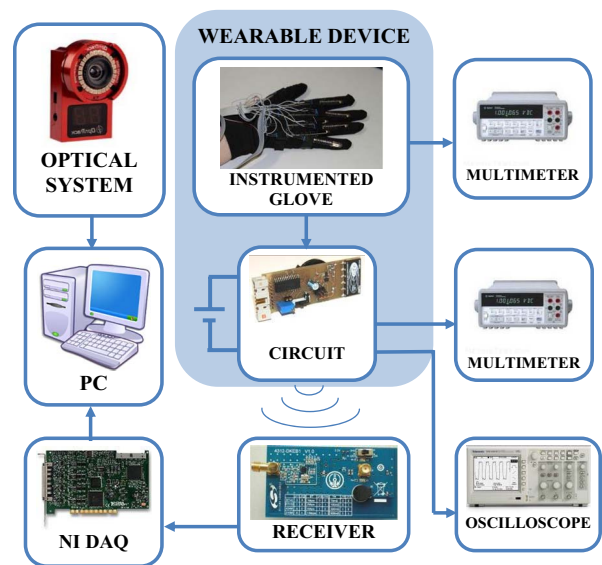 WEARABLE DEVICE
OPTICAL
SYSTEM
INSTRUMENTED
GLOVE
MULTIMETER
PC
CIRCUIT
MULTIMETER
NI DAQ
RECEIVER
OSCILLOSCOPE